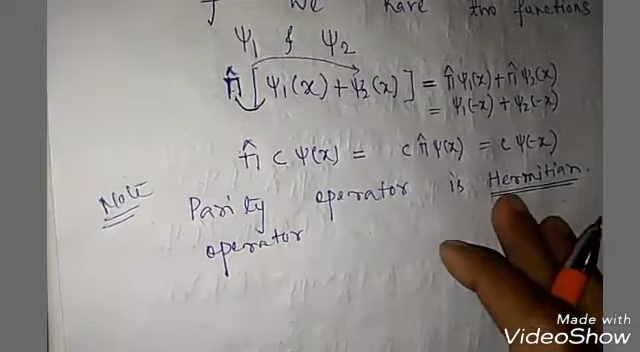 If we have two functions
ψ₁ & ψ₂
π̂ [ψ₁(x) + ψ₂(x)] = π̂ψ₁(x) + π̂ψ₂(x)
= ψ₁(-x) + ψ₂(-x)
π̂ c ψ(x) = c π̂ ψ(x) = c ψ(-x)
Note Parity operator is Hermitian.
operator
Made with
VideoShow